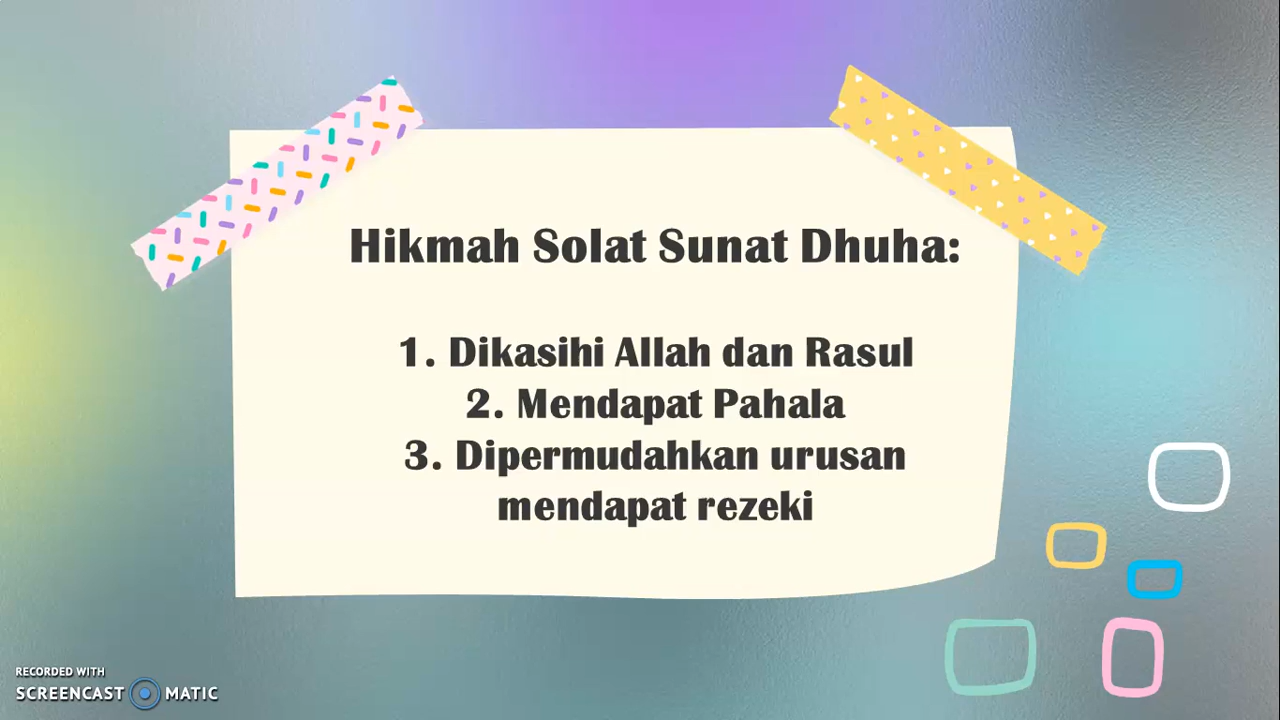 Hikmah Solat Sunat Dhuha:
1. Dikasihi Allah dan Rasul
2. Mendapat Pahala
3. Dipermudahkan urusan
mendapat rezeki
RECORDED WITH
SCREENCAST MATIC